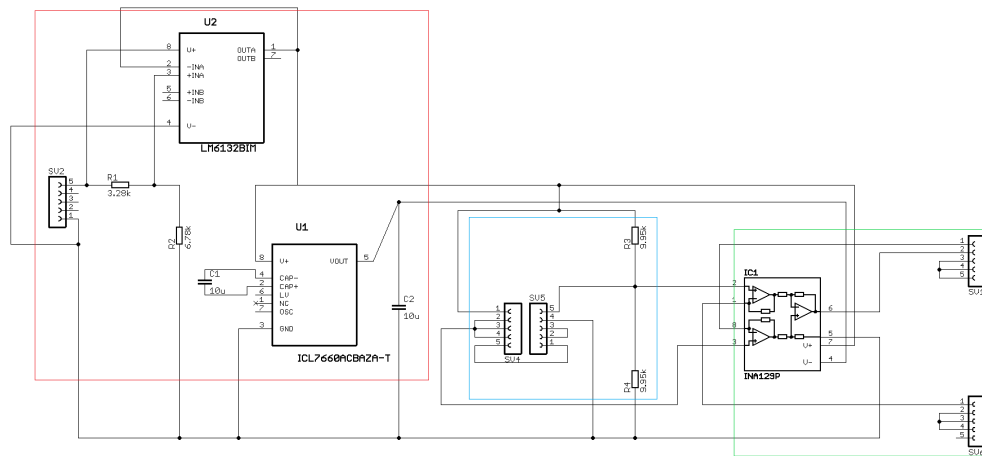 U2
8 V+ OUTA 1
OUTB 7
2 -INA
3 +INA
5 +INB
6 -INB
4 V-
LM6132BIM
SV2
5
4
3
2
1
R1
3.29k
R2
6.78k
U1
8 V+ VOUT 5
4 CAP-
2 CAP+
6 LV
1 NC
7 OSC
3 GND
ICL7660ACBAZA-T
C1
10u
C2
10u
R3
9.95k
SV5
1 5
2 4
3 3
4 2
5 1
SV4
R4
9.95k
IC1
2
1
8
3
6
5
V+ 7
V- 4
INA129P
1
2
3
4
5
1
2
3
4
5